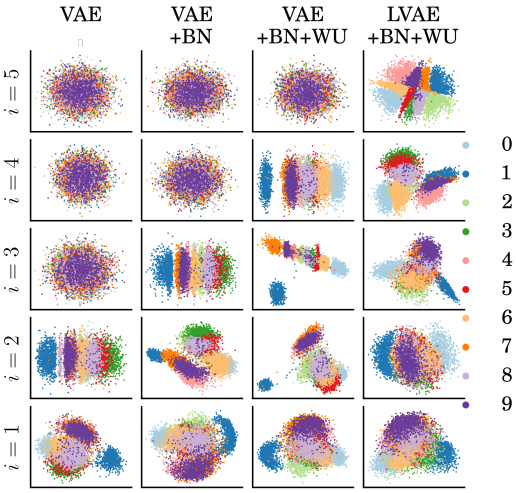 VAE VAE VAE LVAE
+BN +BN+WU +BN+WU
i = 5
i = 4
i = 3
i = 2
i = 1
0
1
2
3
4
5
6
7
8
9